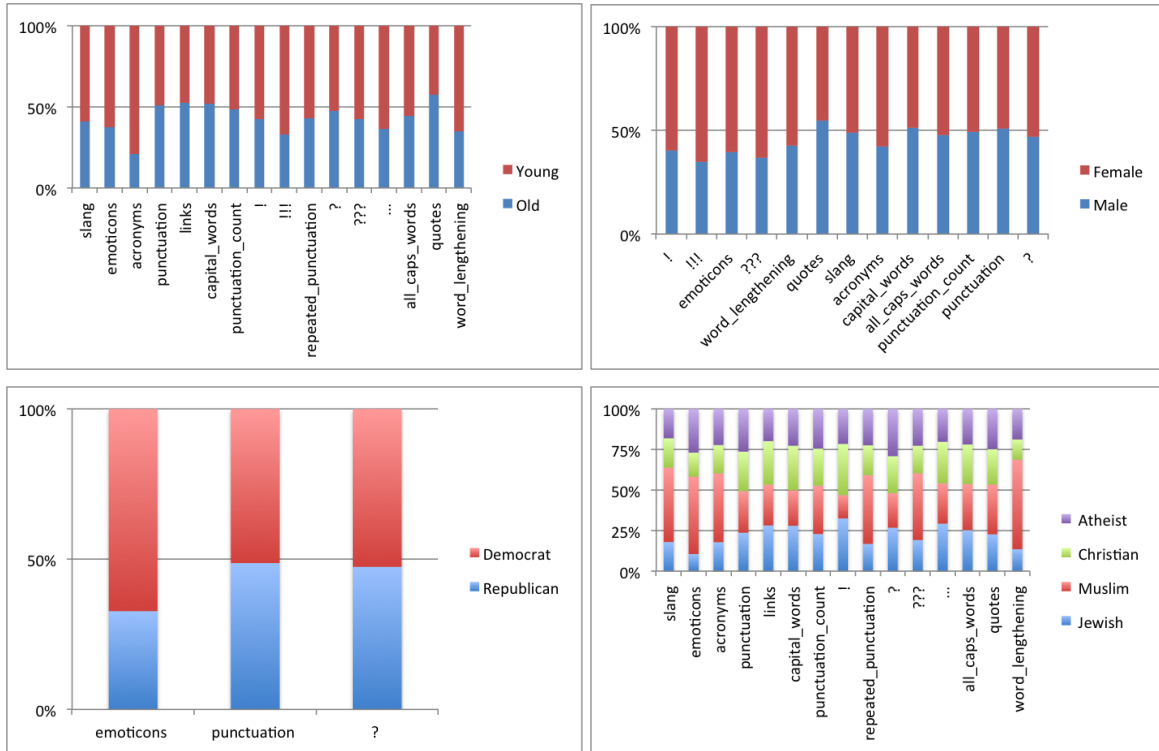 100%
50%
0%
slang
emoticons
acronyms
punctuation
links
capital_words
punctuation_count
!
!!!
repeated_punctuation
?
???
...
all_caps_words
quotes
word_lengthening
Young
Old
100%
50%
0%
!
!!!
emoticons
???
word_lengthening
quotes
slang
acronyms
capital_words
all_caps_words
punctuation_count
punctuation
?
Female
Male
100%
50%
0%
emoticons
punctuation
?
Democrat
Republican
100%
75%
50%
25%
0%
slang
emoticons
acronyms
punctuation
links
capital_words
punctuation_count
!
repeated_punctuation
?
???
...
all_caps_words
quotes
word_lengthening
Atheist
Christian
Muslim
Jewish